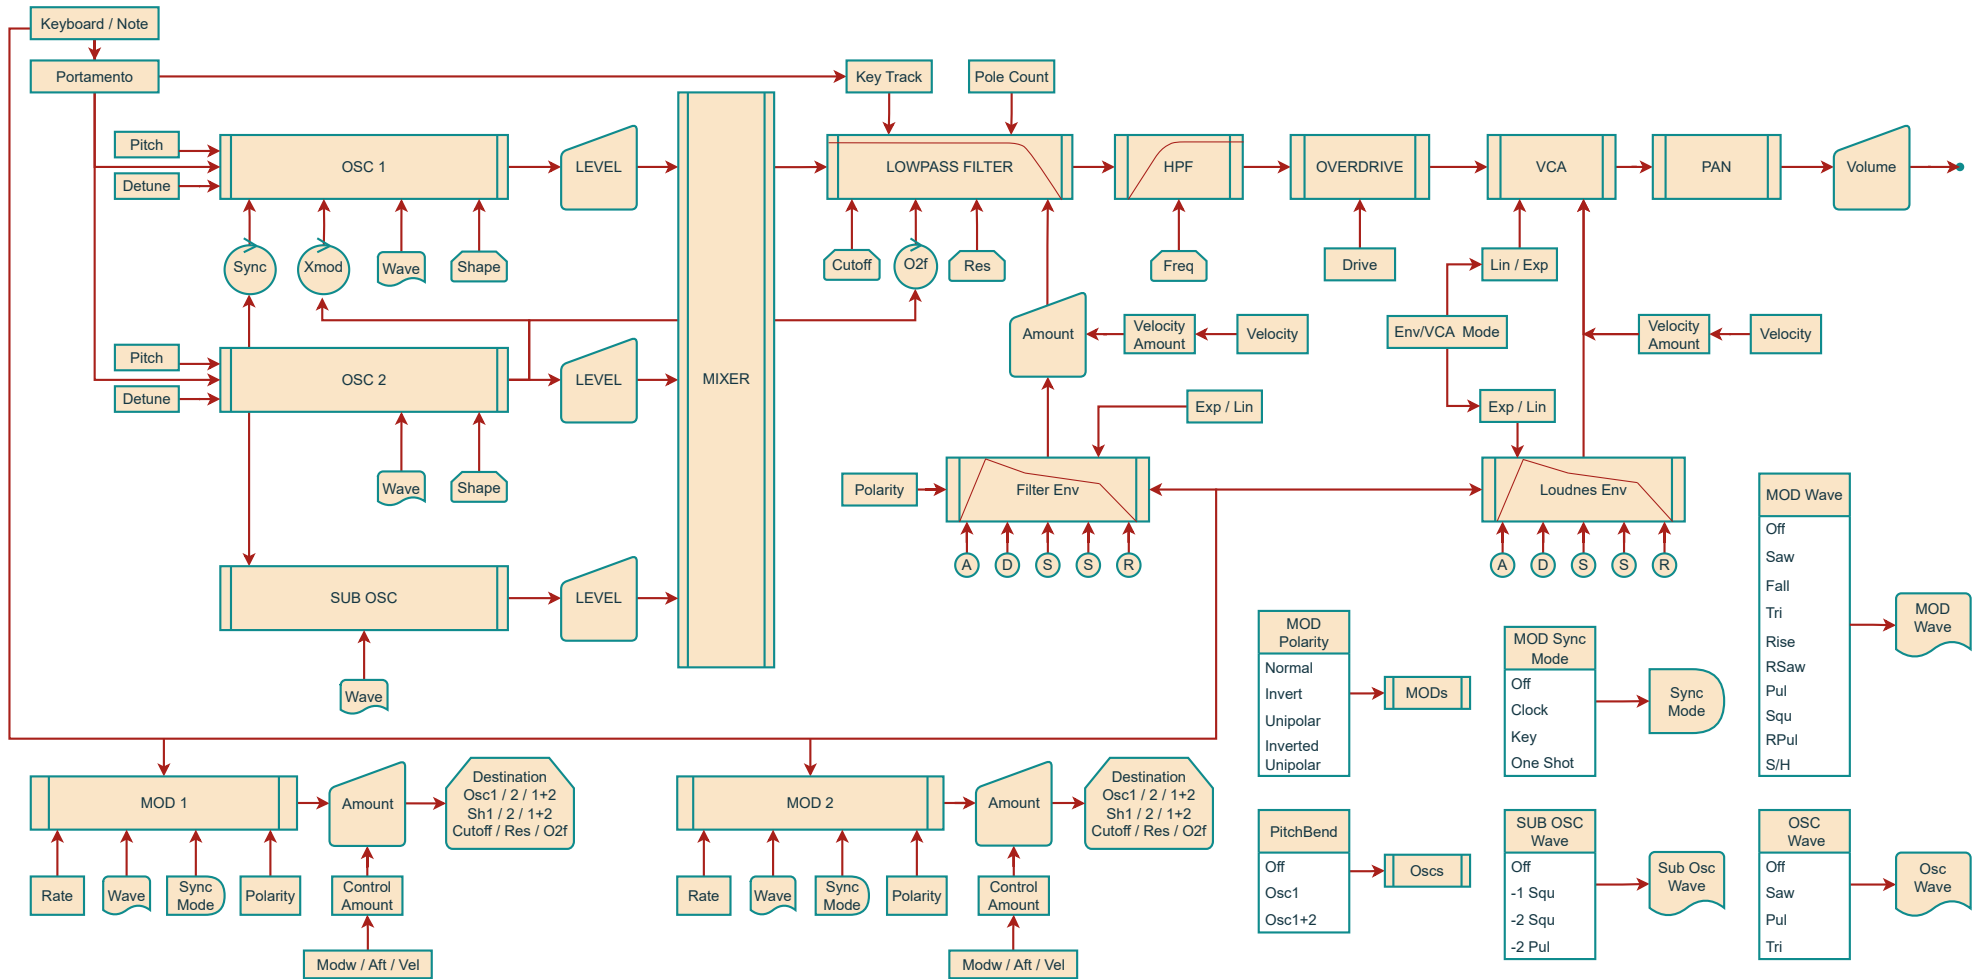 Keyboard / Note
Portamento
Key Track
Pole Count
Pitch
Detune
OSC 1
LEVEL
LOWPASS FILTER
HPF
OVERDRIVE
VCA
PAN
Volume
Sync
Xmod
Wave
Shape
Cutoff
O2f
Res
Freq
Drive
Lin / Exp
Pitch
Detune
OSC 2
LEVEL
MIXER
Amount
Velocity
Amount
Velocity
Env/VCA  Mode
Velocity
Amount
Velocity
Exp / Lin
Exp / Lin
Wave
Shape
Polarity
Filter Env
Loudnes Env
A
D
S
S
R
A
D
S
S
R
SUB OSC
LEVEL
Wave
MOD Wave
Off
Saw
Fall
Tri
Rise
RSaw
Pul
Squ
RPul
S/H
MOD
Wave
MOD
Polarity
Normal
Invert
Unipolar
Inverted
Unipolar
MODs
MOD Sync
Mode
Off
Clock
Key
One Shot
Sync
Mode
MOD 1
Amount
Destination
Osc1 / 2 / 1+2
Sh1 / 2 / 1+2
Cutoff / Res / O2f
Rate
Wave
Sync
Mode
Polarity
Control
Amount
Modw / Aft / Vel
MOD 2
Amount
Destination
Osc1 / 2 / 1+2
Sh1 / 2 / 1+2
Cutoff / Res / O2f
Rate
Wave
Sync
Mode
Polarity
Control
Amount
Modw / Aft / Vel
PitchBend
Off
Osc1
Osc1+2
Oscs
SUB OSC
Wave
Off
-1 Squ
-2 Squ
-2 Pul
Sub Osc
Wave
OSC
Wave
Off
Saw
Pul
Tri
Osc
Wave